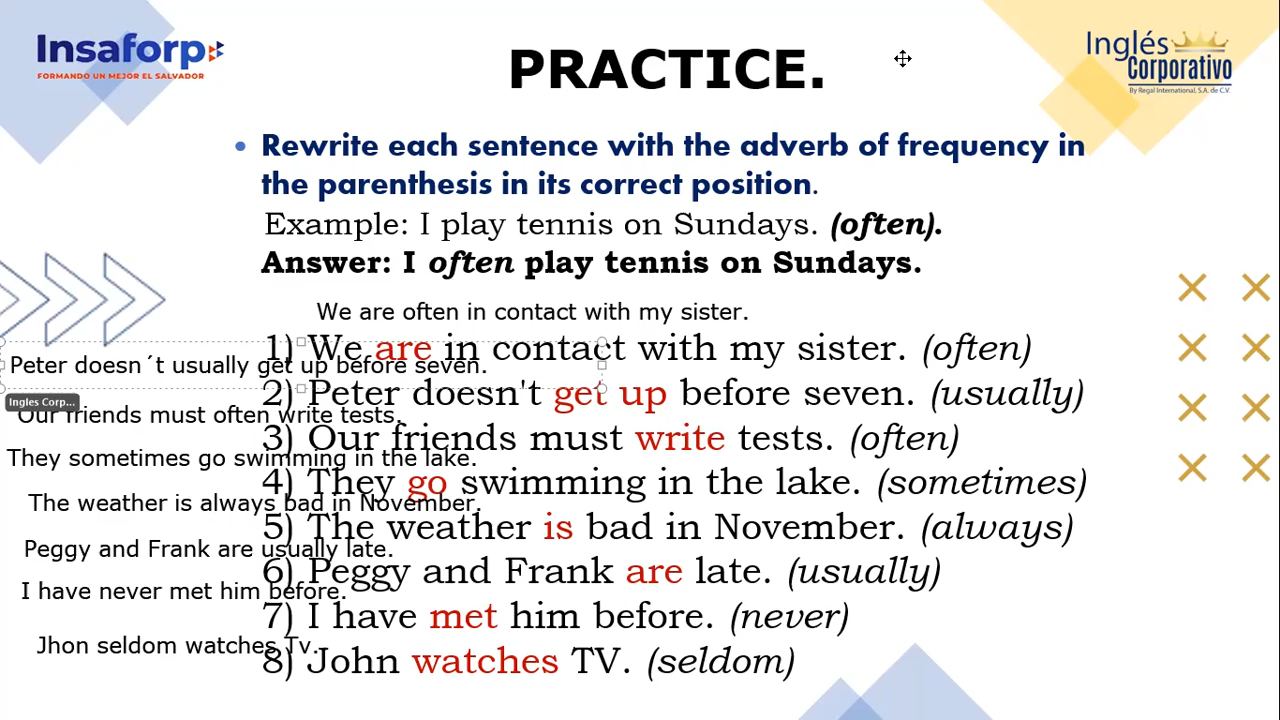 Insaforp
FORMANDO UN MEJOR EL SALVADOR
Inglés
Corporativo
By Regal International, S.A. de C.V.
PRACTICE.
• Rewrite each sentence with the adverb of frequency in
the parenthesis in its correct position.
Example: I play tennis on Sundays. (often).
Answer: I often play tennis on Sundays.
We are often in contact with my sister.
1) We are in contact with my sister. (often)
Peter doesn´t usually get up before seven.
2) Peter doesn't get up before seven. (usually)
Ingles Corp...
Our friends must often write tests.
3) Our friends must write tests. (often)
They sometimes go swimming in the lake.
4) They go swimming in the lake. (sometimes)
The weather is always bad in November.
5) The weather is bad in November. (always)
Peggy and Frank are usually late.
6) Peggy and Frank are late. (usually)
I have never met him before.
7) I have met him before. (never)
Jhon seldom watches Tv.
8) John watches TV. (seldom)